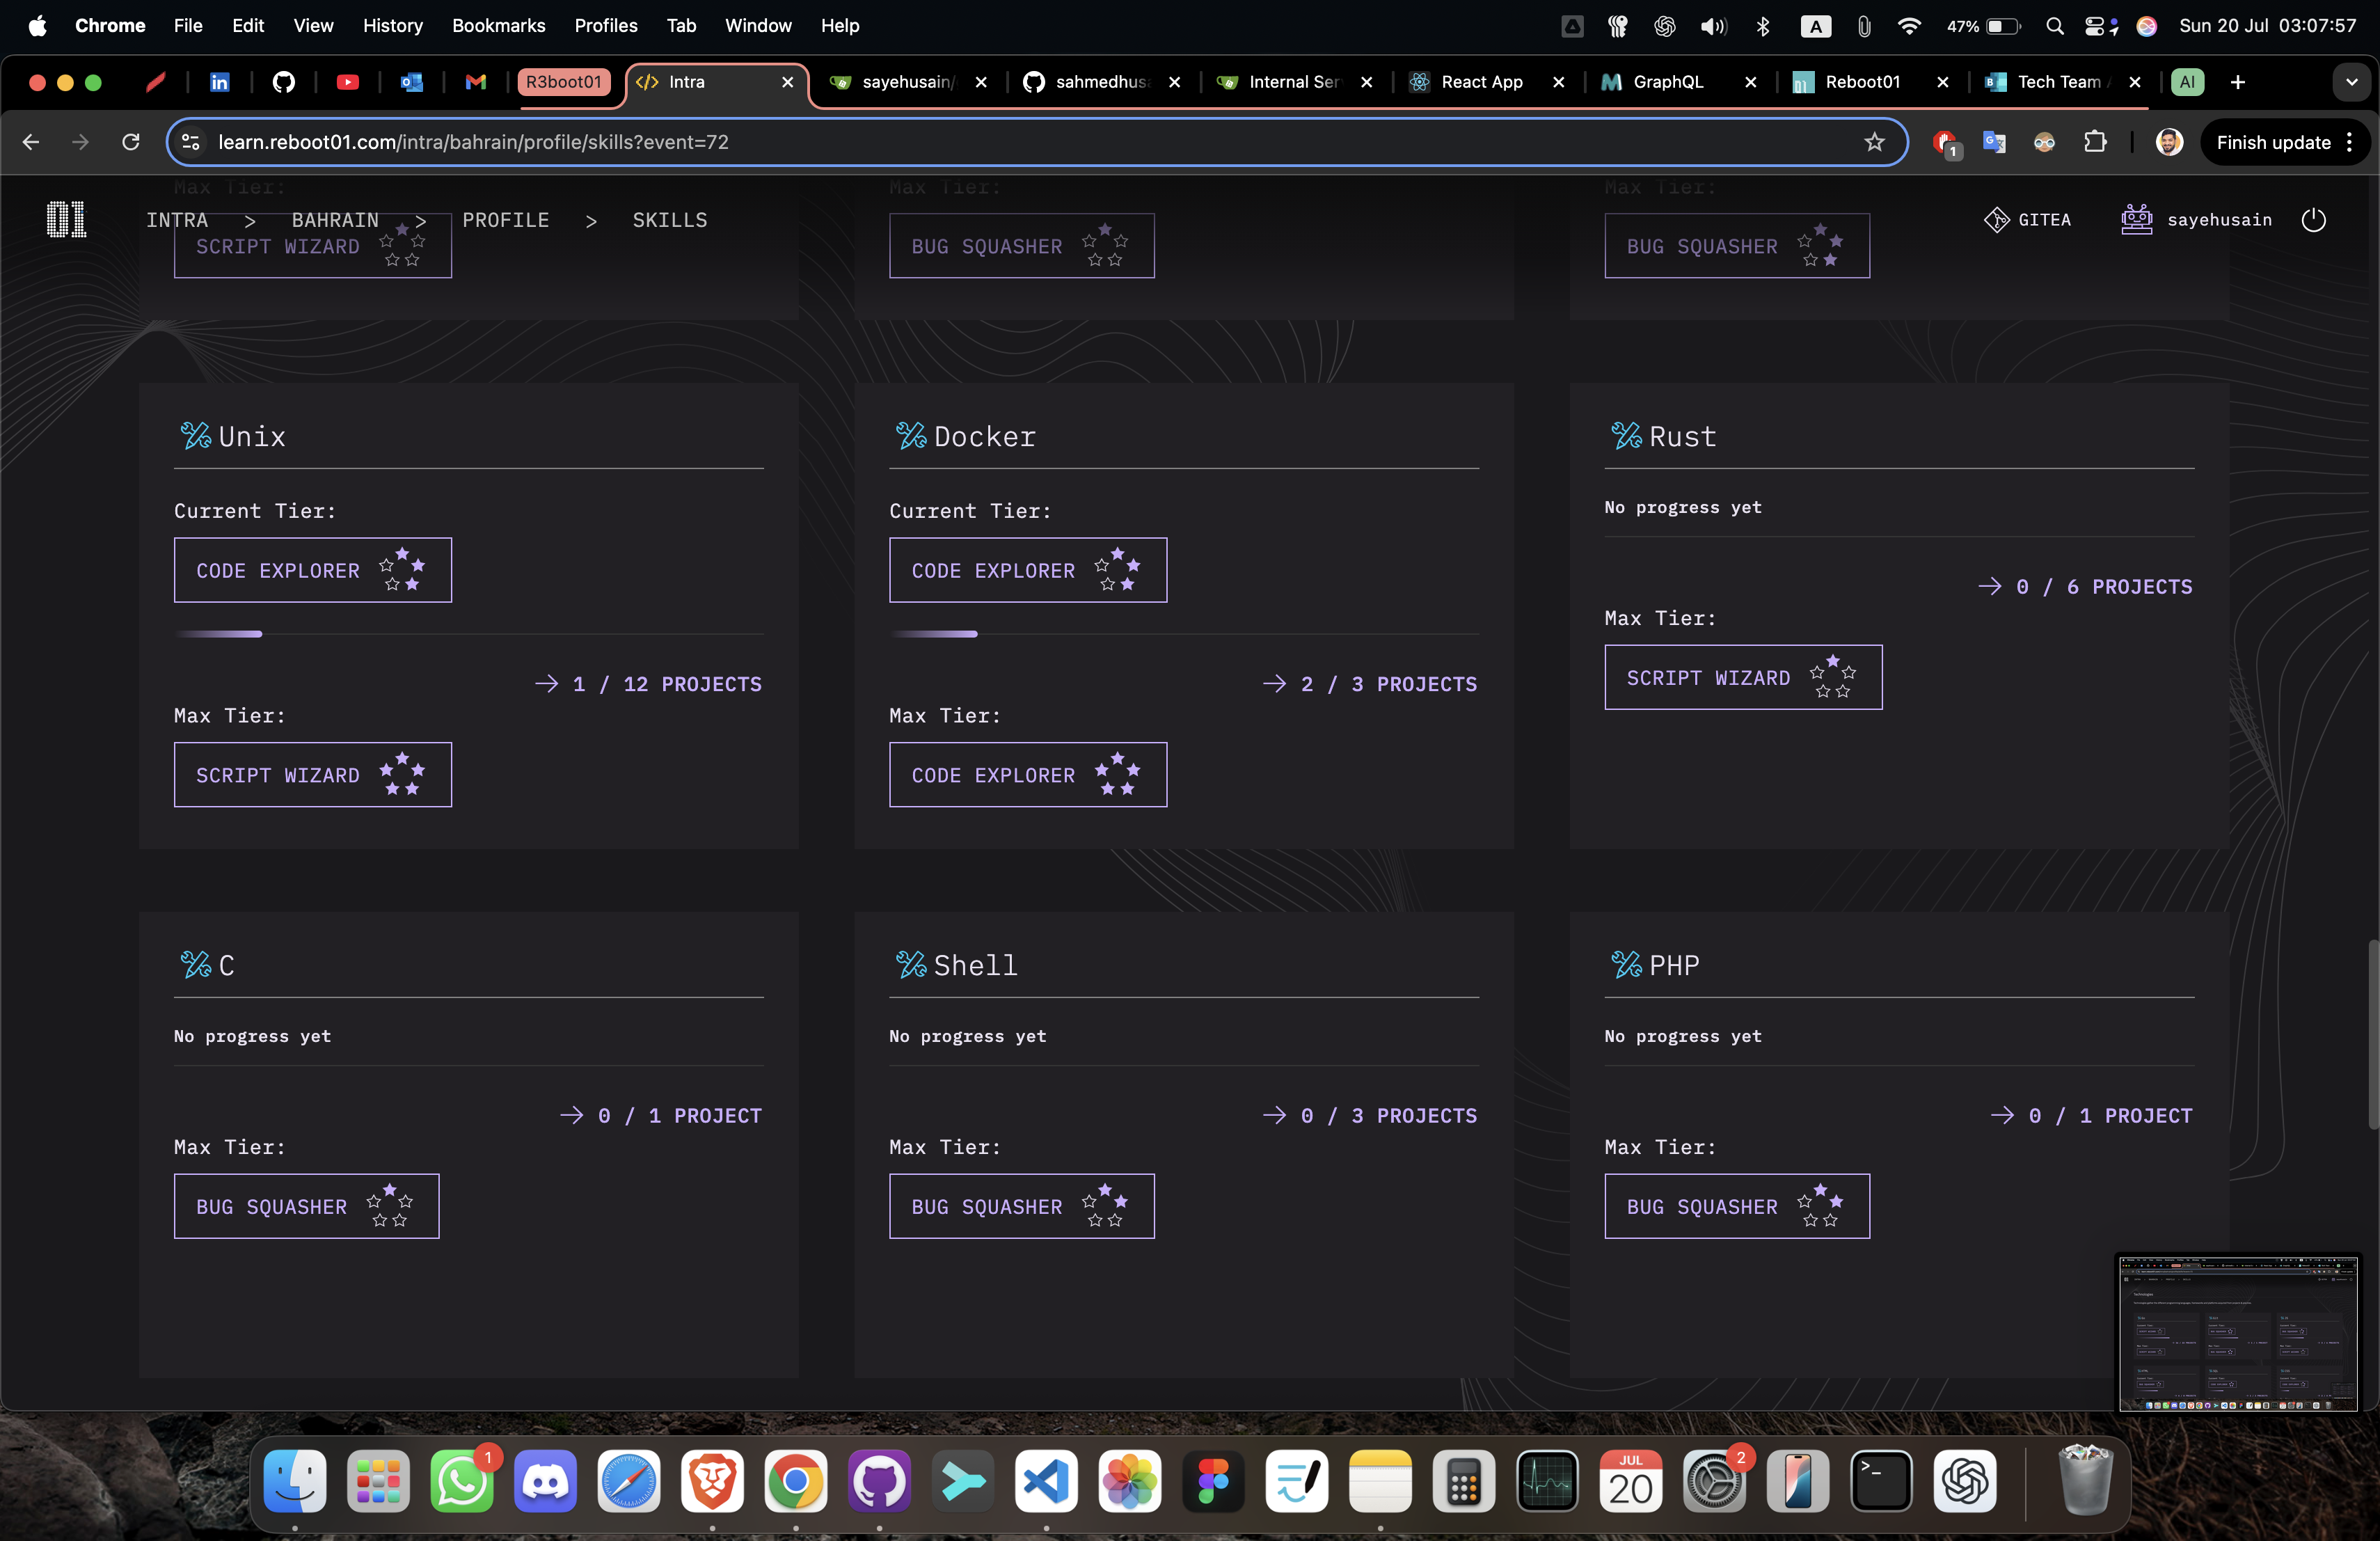 Chrome File Edit View History Bookmarks Profiles Tab Window Help A 47% Sun 20 Jul 03:07:57
R3boot01 Intra sayehusain/ sahmedhusa Internal Ser React App GraphQL Reboot01 Tech Team AI
learn.reboot01.com/intra/bahrain/profile/skills?event=72 1 Finish update
Max Tier: Max Tier: Max Tier:
01 INTRA > BAHRAIN > PROFILE > SKILLS GITEA sayehusain
SCRIPT WIZARD BUG SQUASHER BUG SQUASHER
Unix
Current Tier:
CODE EXPLORER
→ 1 / 12 PROJECTS
Max Tier:
SCRIPT WIZARD
Docker
Current Tier:
CODE EXPLORER
→ 2 / 3 PROJECTS
Max Tier:
CODE EXPLORER
Rust
No progress yet
→ 0 / 6 PROJECTS
Max Tier:
SCRIPT WIZARD
C
No progress yet
→ 0 / 1 PROJECT
Max Tier:
BUG SQUASHER
Shell
No progress yet
→ 0 / 3 PROJECTS
Max Tier:
BUG SQUASHER
PHP
No progress yet
→ 0 / 1 PROJECT
Max Tier:
BUG SQUASHER
1
JUL
20
2